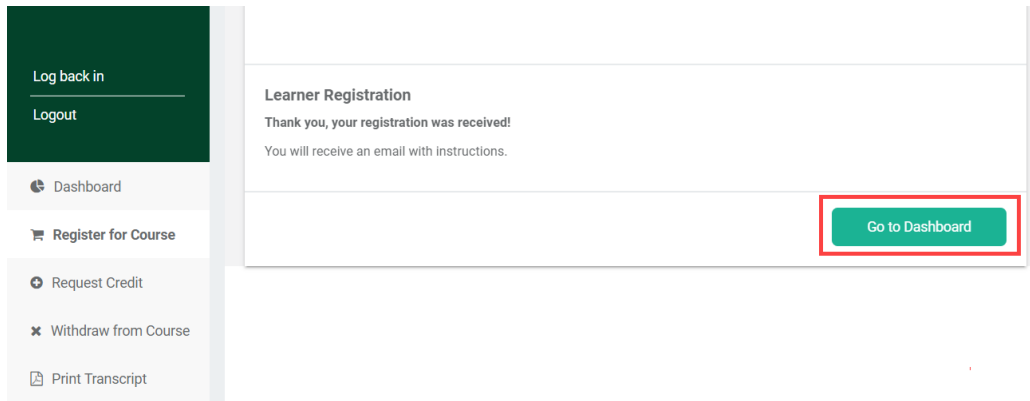 Log back in
Logout
Dashboard
Register for Course
Request Credit
Withdraw from Course
Print Transcript
Learner Registration
Thank you, your registration was received!
You will receive an email with instructions.
Go to Dashboard